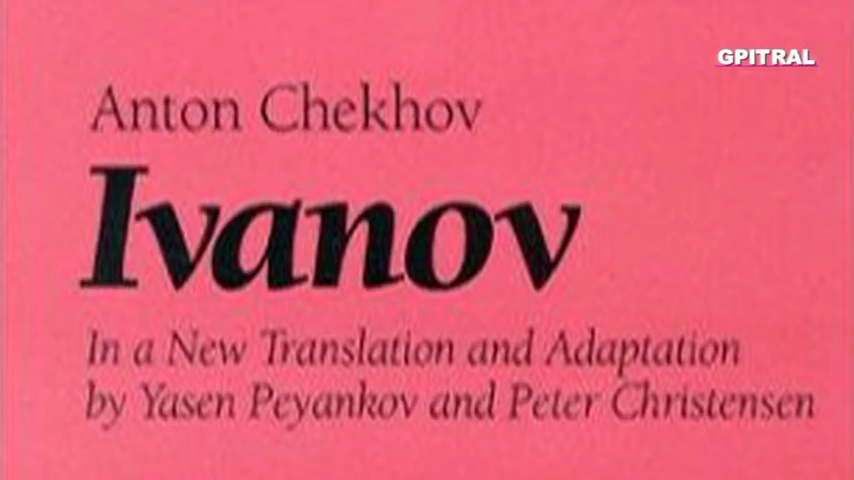 GPITRAL
Anton Chekhov
Ivanov
In a New Translation and Adaptation
by Yasen Peyankov and Peter Christensen